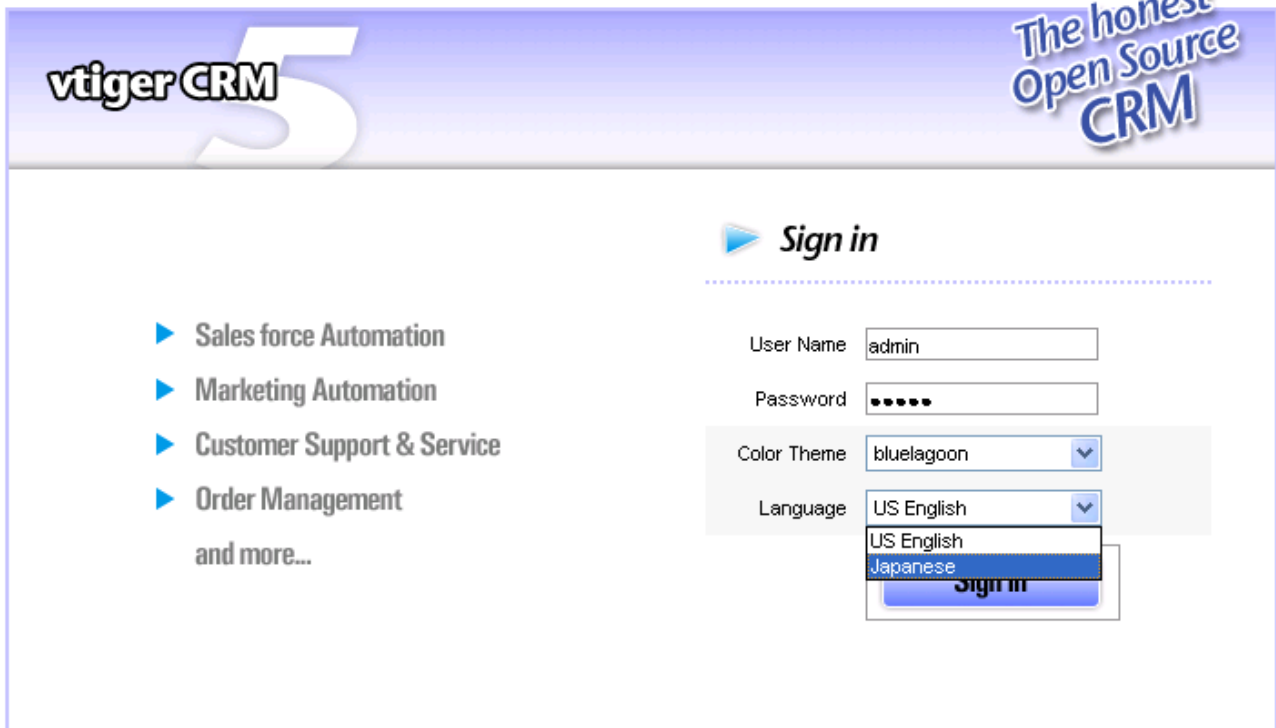 vtiger CRM 5
The honest
Open Source
CRM
Sign in
Sales force Automation
Marketing Automation
Customer Support & Service
Order Management
and more...
User Name admin
Password •••••
Color Theme bluelagoon
Language US English
US English
Japanese
Sign in